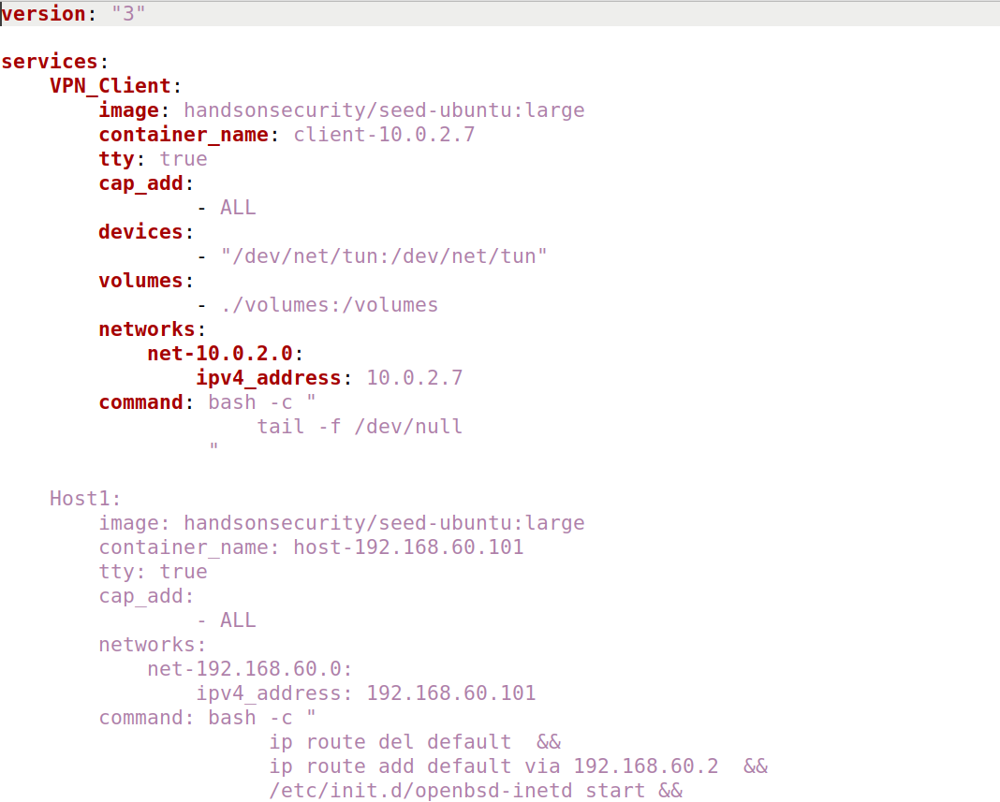 version: "3"

services:
    VPN_Client:
        image: handsonsecurity/seed-ubuntu:large
        container_name: client-10.0.2.7
        tty: true
        cap_add:
                - ALL
        devices:
                - "/dev/net/tun:/dev/net/tun"
        volumes:
                - ./volumes:/volumes
        networks:
            net-10.0.2.0:
                ipv4_address: 10.0.2.7
        command: bash -c "
                     tail -f /dev/null
                 "

    Host1:
        image: handsonsecurity/seed-ubuntu:large
        container_name: host-192.168.60.101
        tty: true
        cap_add:
                - ALL
        networks:
            net-192.168.60.0:
                ipv4_address: 192.168.60.101
        command: bash -c "
                      ip route del default  &&
                      ip route add default via 192.168.60.2  &&
                      /etc/init.d/openbsd-inetd start &&